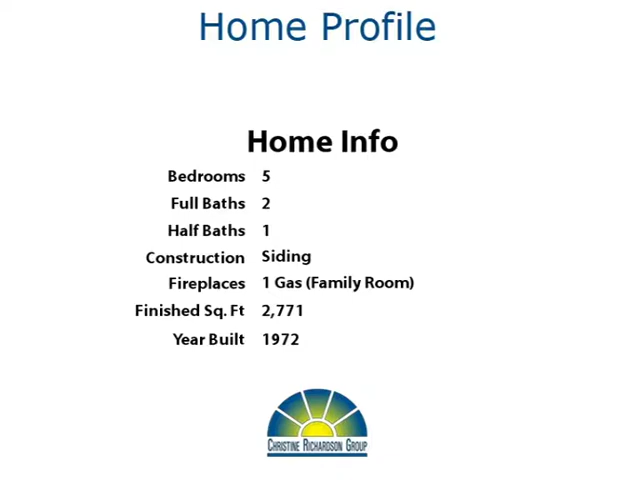 Home Profile
Home Info
Bedrooms 5
Full Baths 2
Half Baths 1
Construction Siding
Fireplaces 1 Gas (Family Room)
Finished Sq. Ft 2,771
Year Built 1972
Christine Richardson Group